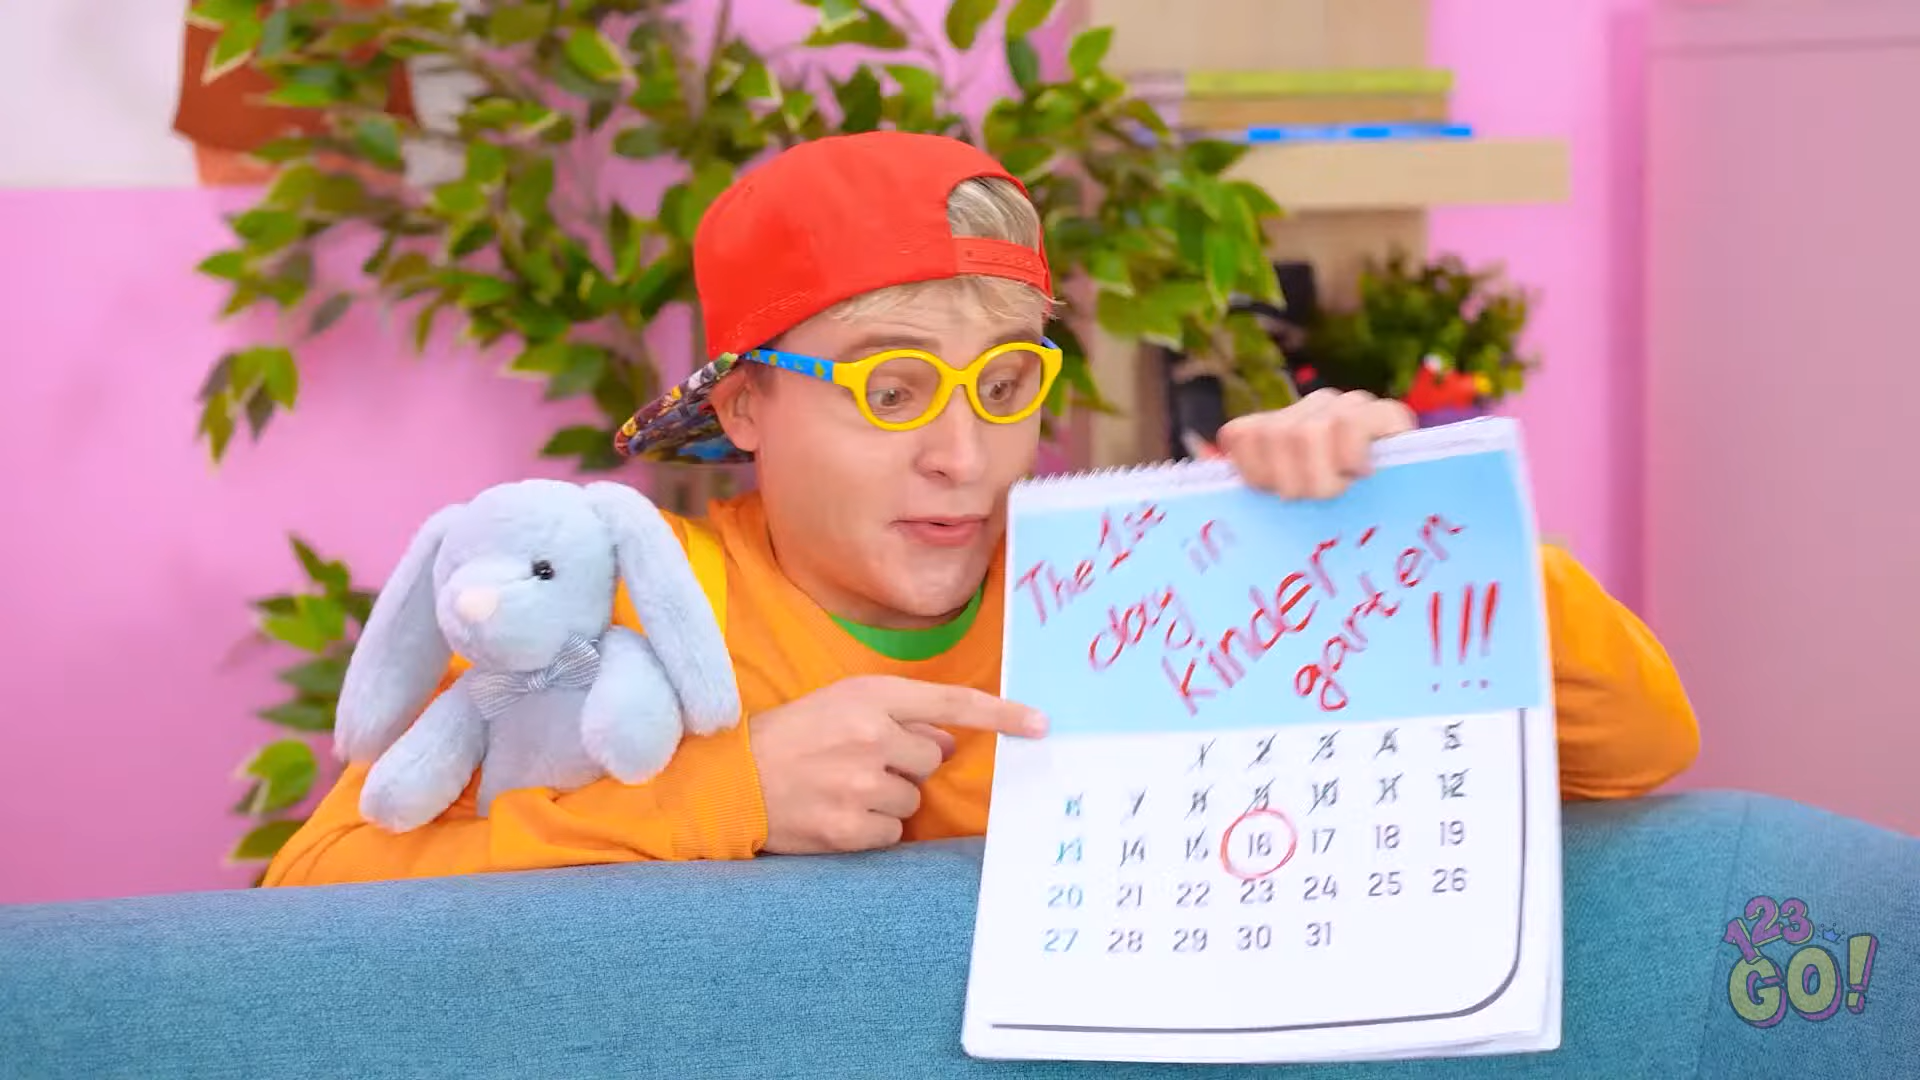 The 1st
day in
kinder-
garten
!!!
1 2 3 4 5
6 7 8 9 10 11 12
13 14 15 16 17 18 19
20 21 22 23 24 25 26
27 28 29 30 31
123
GO!